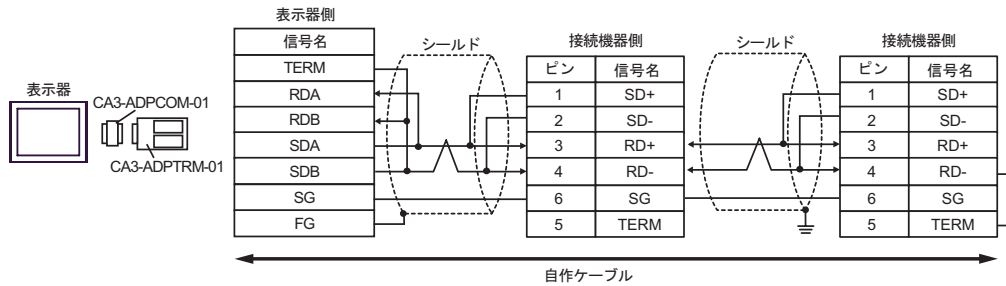 表示器
CA3-ADPCOM-01
CA3-ADPTRM-01
表示器側
信号名
TERM
RDA
RDB
SDA
SDB
SG
FG
シールド
接続機器側
ピン 信号名
1 SD+
2 SD-
3 RD+
4 RD-
6 SG
5 TERM
シールド
接続機器側
ピン 信号名
1 SD+
2 SD-
3 RD+
4 RD-
6 SG
5 TERM
自作ケーブル